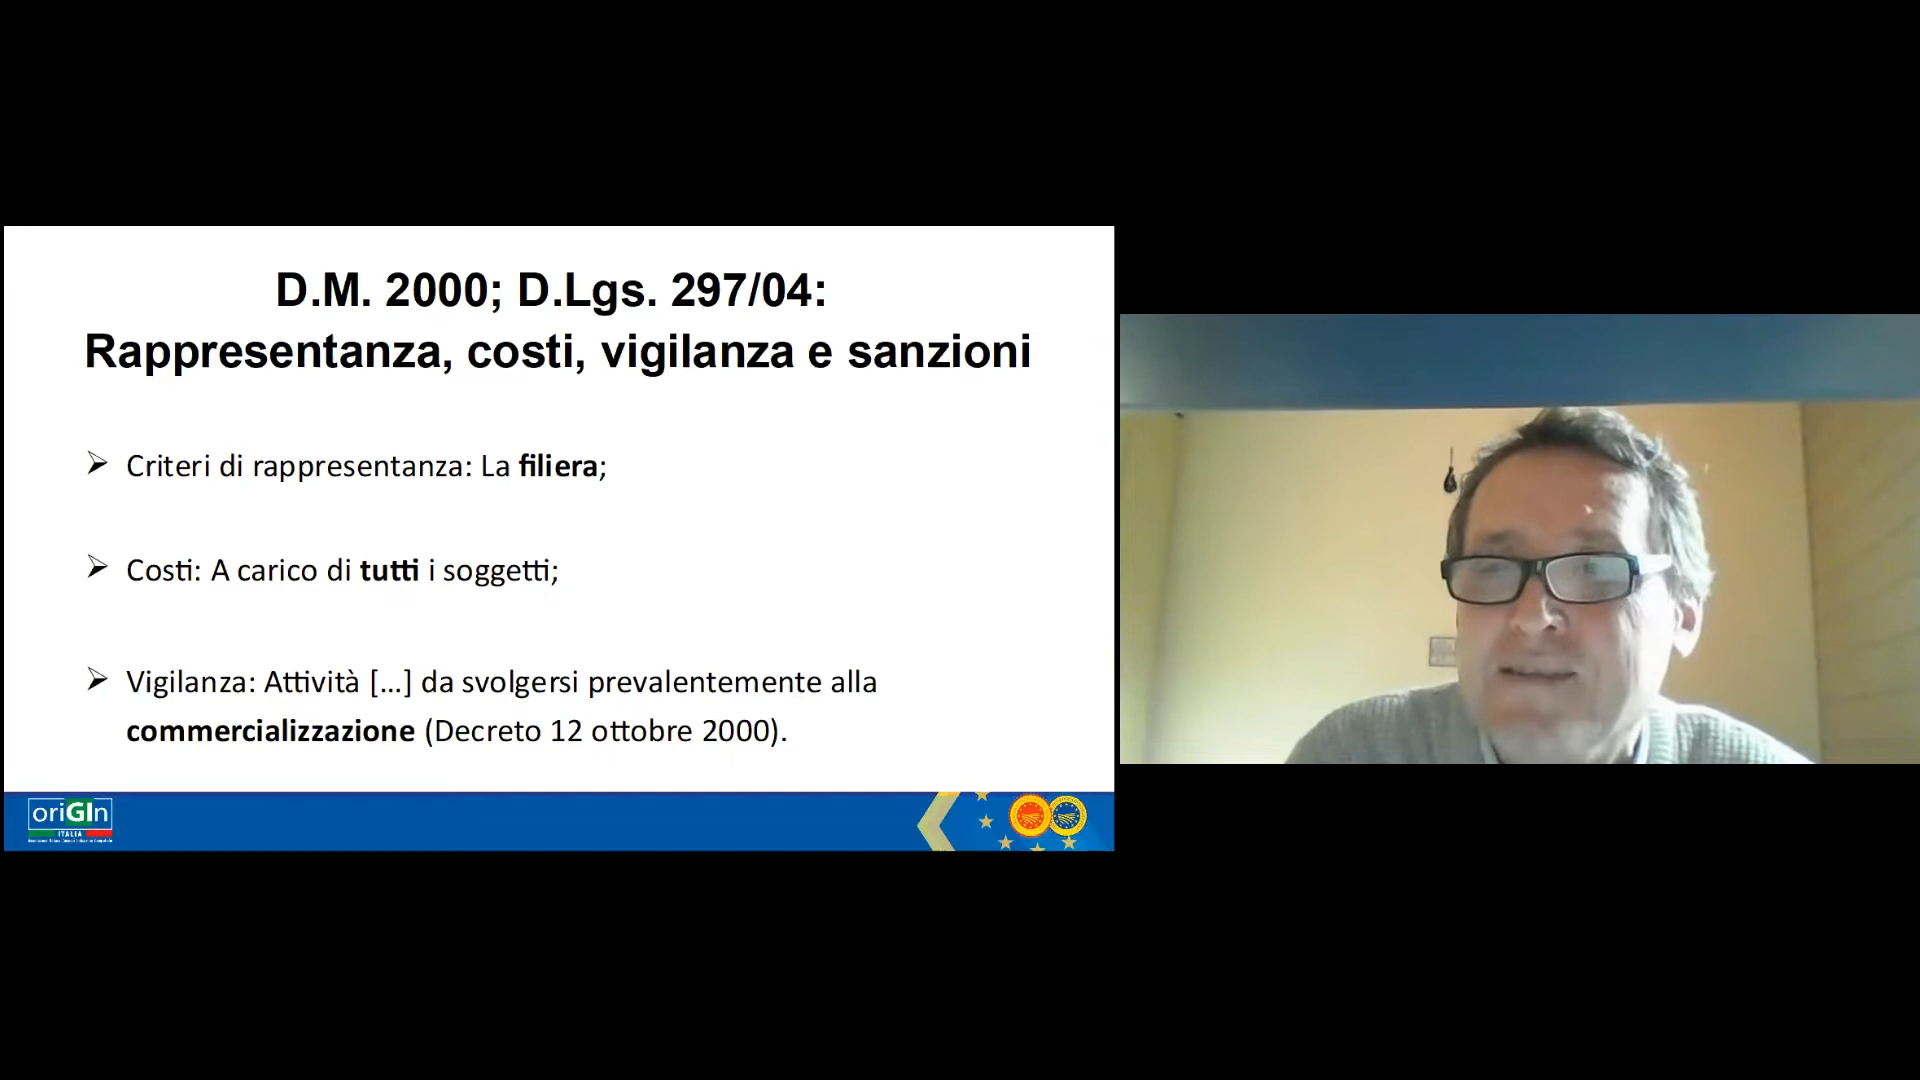 D.M. 2000; D.Lgs. 297/04:
Rappresentanza, costi, vigilanza e sanzioni
Criteri di rappresentanza: La filiera;
Costi: A carico di tutti i soggetti;
Vigilanza: Attività [...] da svolgersi prevalentemente alla
commercializzazione (Decreto 12 ottobre 2000).
oriGIn
ITALIA